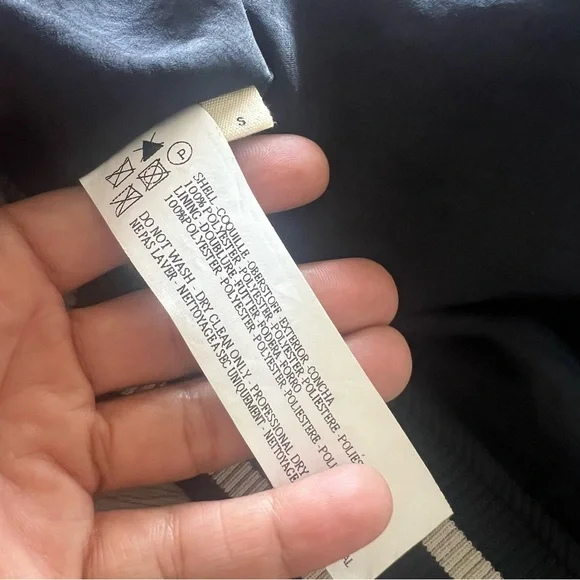 S
P
SHELL -COQUILLE- OBERSTOFF EXTERIOR CONCHA
100% POLYESTER -POLYESTER POLYESTER -POLIESTERE -POLIÉS
LINING -DOUBLURE-FUTTER-FODERA-FORRO
100%POLYESTER-POLYESTER-POLYESTER-POLIESTERE -POLI
DO NOT WASH - DRY CLEAN ONLY - PROFESSIONAL DRY
NE PAS LAVER - NETTOYAGE A SEC UNIQUEMENT - NETTOYAGE